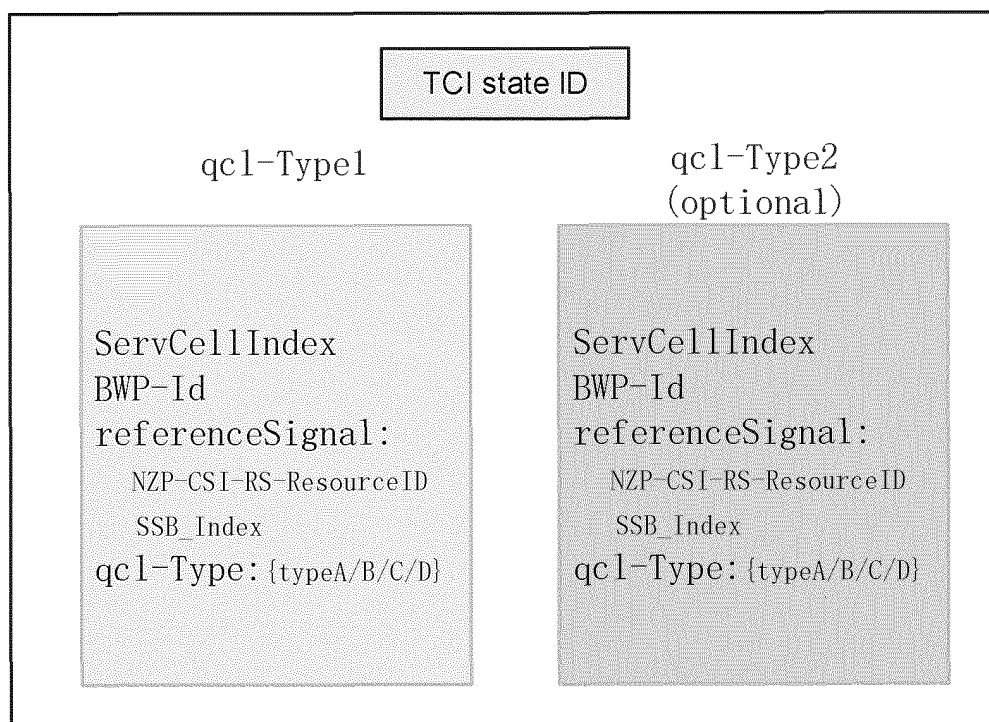 TCI state ID
qcl-Type1
qcl-Type2
(optional)
ServCellIndex
BWP-Id
referenceSignal:
NZP-CSI-RS-ResourceID
SSB_Index
qcl-Type:{typeA/B/C/D}
ServCellIndex
BWP-Id
referenceSignal:
NZP-CSI-RS-ResourceID
SSB_Index
qcl-Type:{typeA/B/C/D}